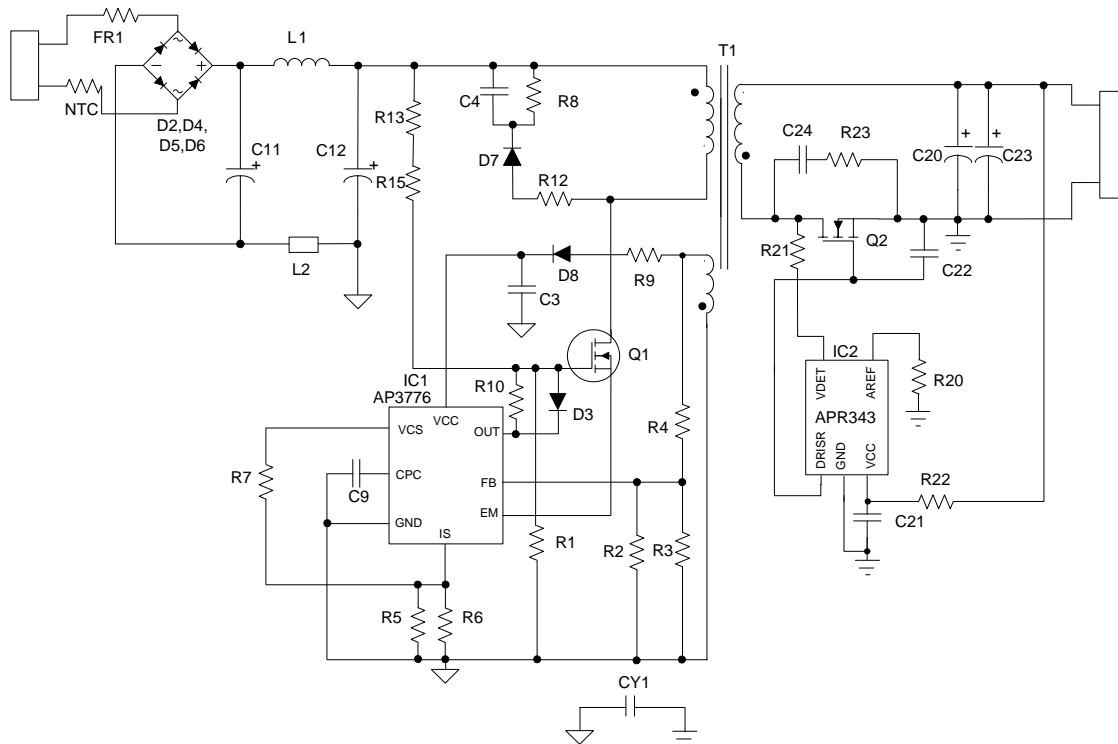 FR1
L1
T1
~
- +
~
NTC
D2,D4,
D5,D6
C4
R8
R13
C24
R23
C11
+
C12
+
D7
C20
+
C23
+
R15
R12
Q2
R21
C22
L2
D8
R9
C3
Q1
IC2
IC1
AP3776
R10
D3
VDET
AREF
R20
APR343
VCC
VCS
OUT
R4
DRISR
GND
VCC
R7
CPC
C9
FB
R22
EM
C21
GND
IS
R1
R2
R3
R5
R6
CY1